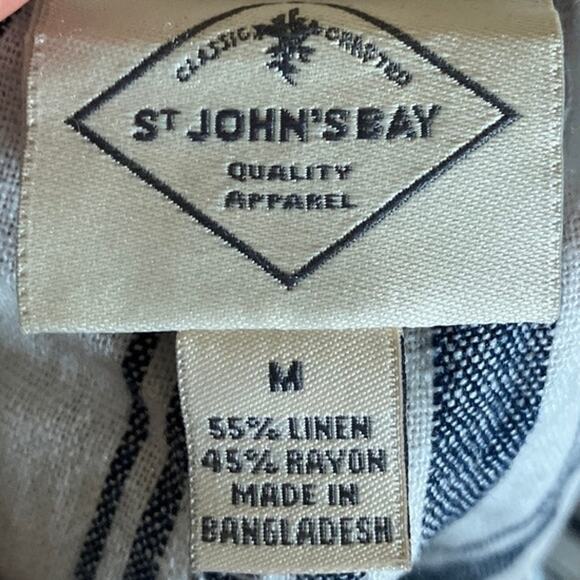 CLASSIC CRAFTED
ST JOHN'S BAY
QUALITY
APPAREL
M
55% LINEN
45% RAYON
MADE IN
BANGLADESH